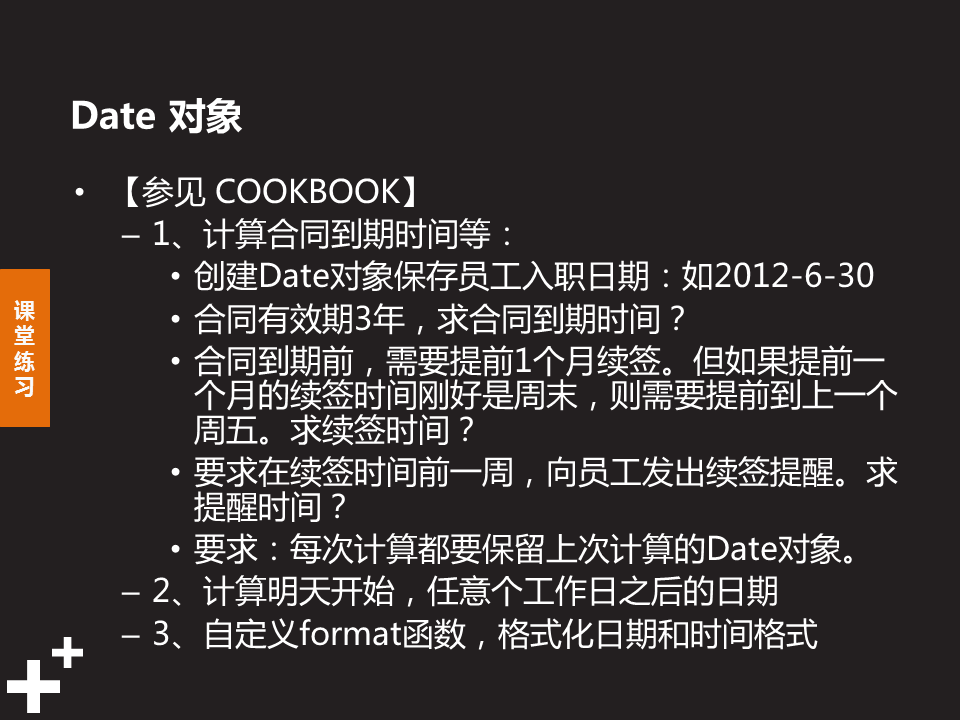 Date 对象
• 【参见 COOKBOOK】
– 1、计算合同到期时间等：
• 创建Date对象保存员工入职日期：如2012-6-30
• 合同有效期3年，求合同到期时间？
• 合同到期前，需要提前1个月续签。但如果提前一
个月的续签时间刚好是周末，则需要提前到上一个
周五。求续签时间？
• 要求在续签时间前一周，向员工发出续签提醒。求
提醒时间？
• 要求：每次计算都要保留上次计算的Date对象。
– 2、计算明天开始，任意个工作日之后的日期
– 3、自定义format函数，格式化日期和时间格式
课
堂
练
习